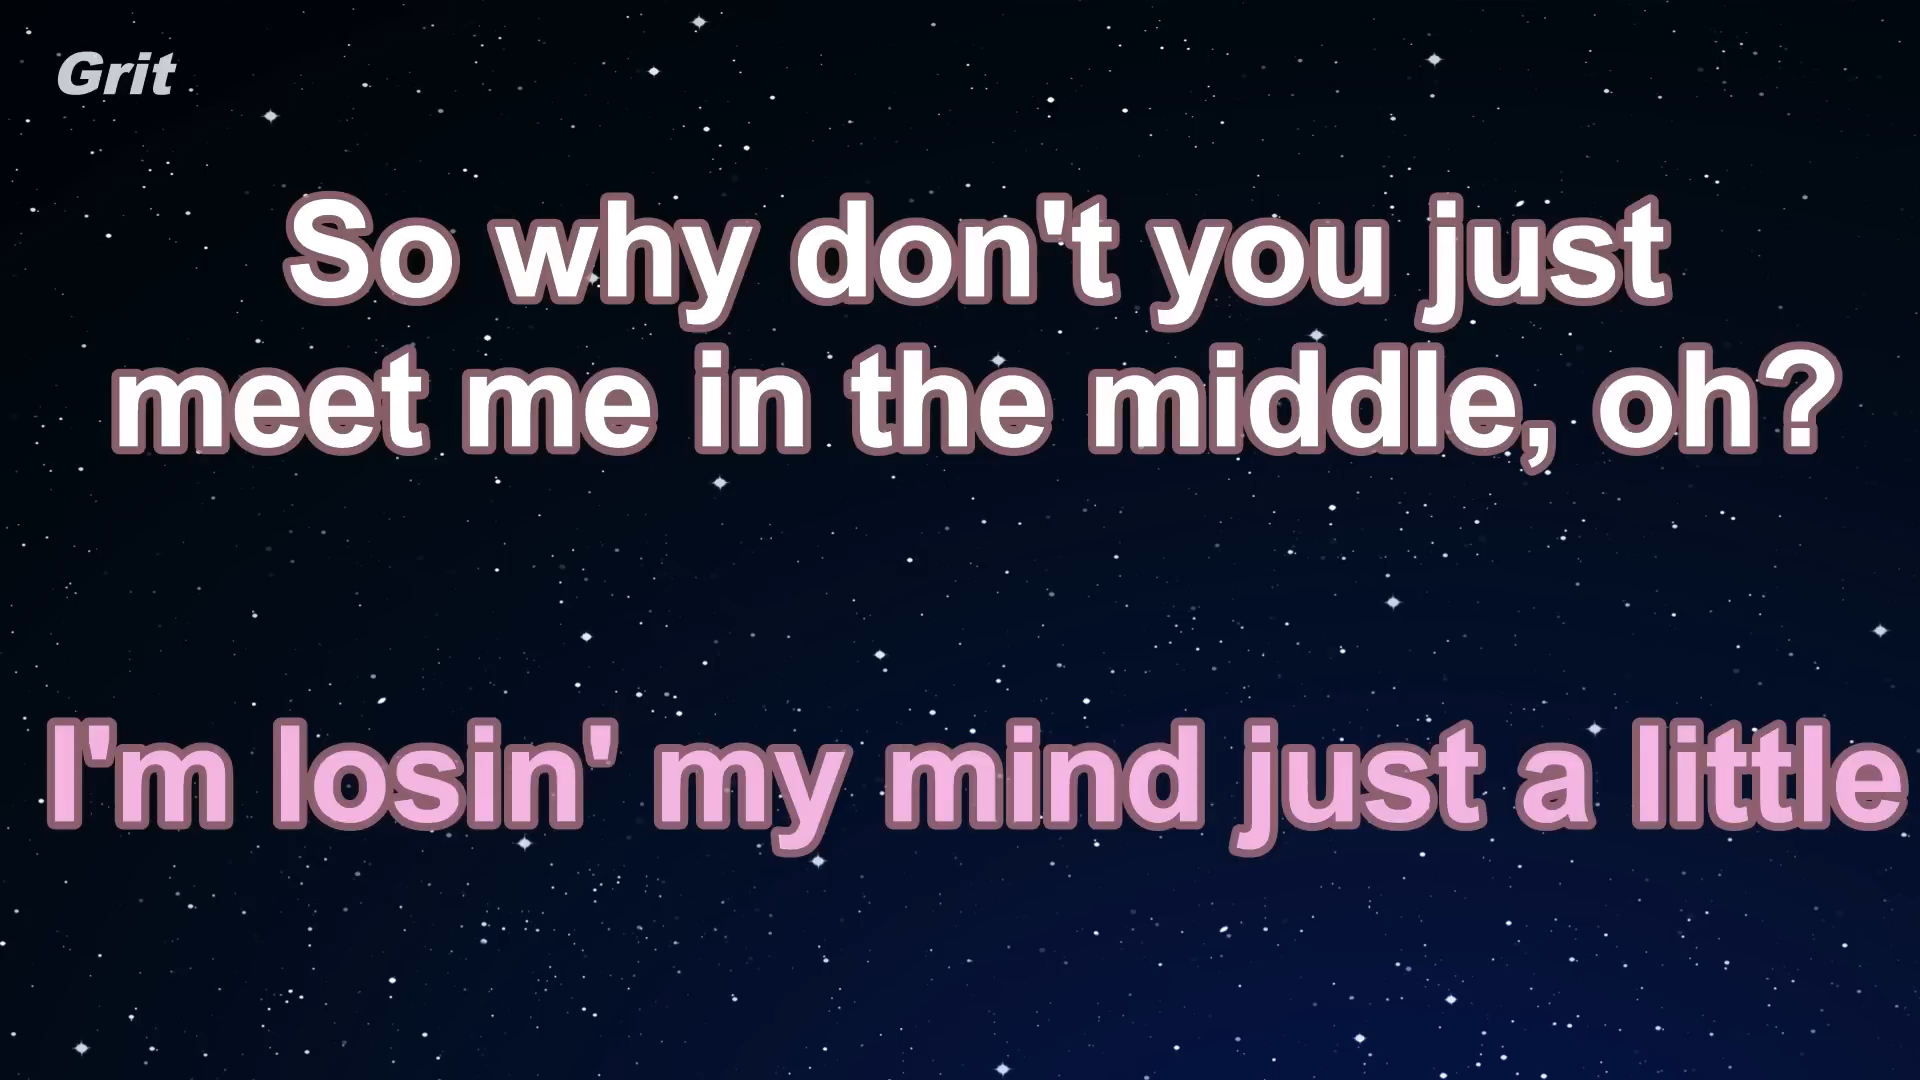 Grit
So why don't you just
meet me in the middle, oh?
I'm losin' my mind just a little